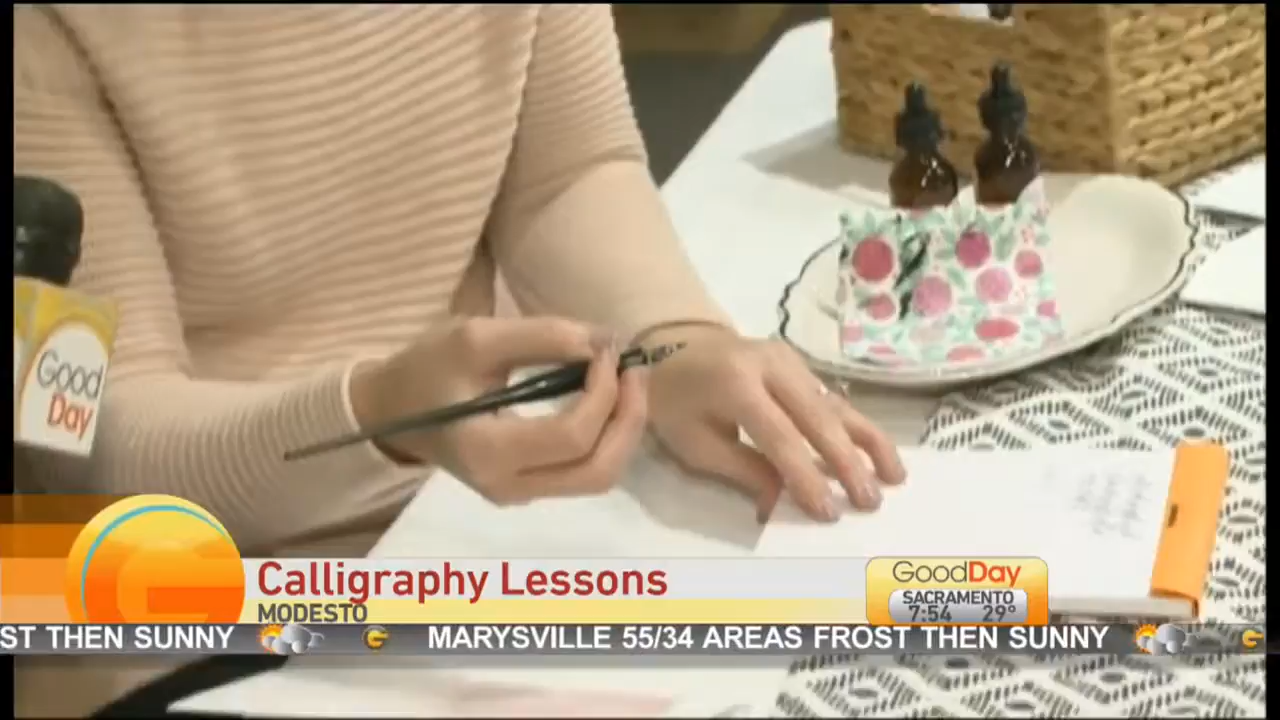 Good
Day
Calligraphy Lessons
MODESTO
GoodDay
SACRAMENTO
7:54 29°
ST THEN SUNNY MARYSVILLE 55/34 AREAS FROST THEN SUNNY